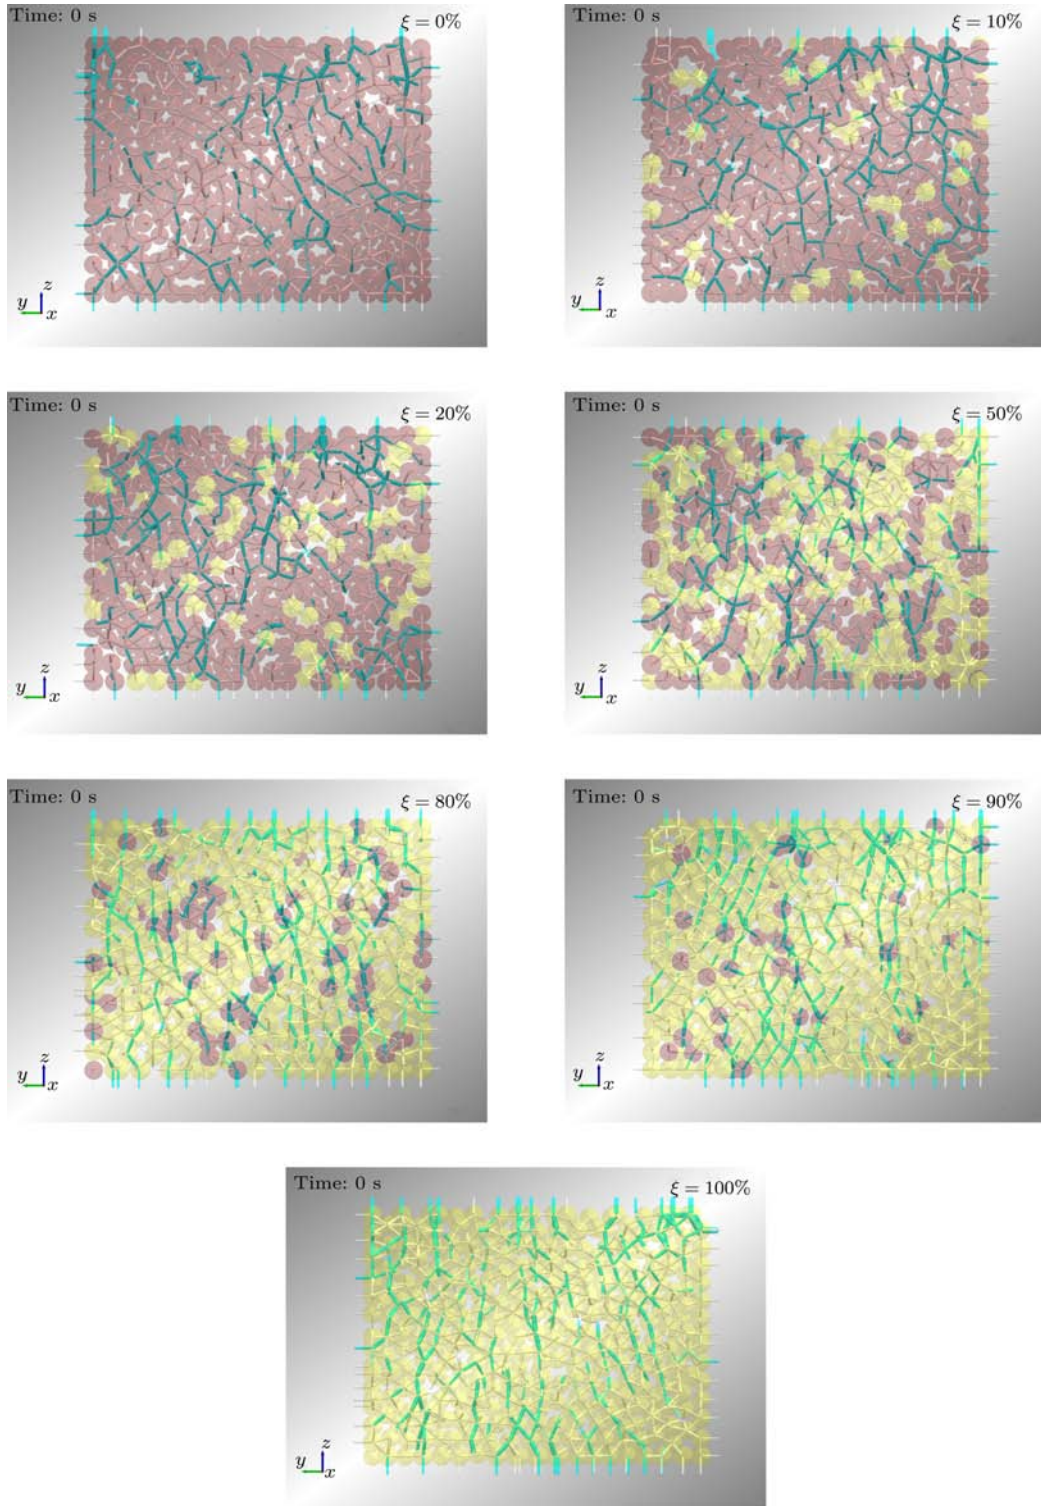 Time: 0 s
ξ = 0%
z
y
x
Time: 0 s
ξ = 10%
z
y
x
Time: 0 s
ξ = 20%
z
y
x
Time: 0 s
ξ = 50%
z
y
x
Time: 0 s
ξ = 80%
z
y
x
Time: 0 s
ξ = 90%
z
y
x
Time: 0 s
ξ = 100%
z
y
x